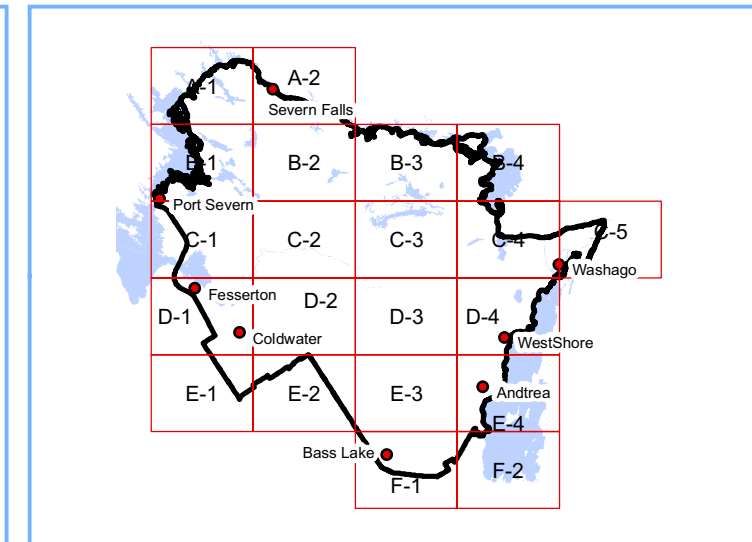 A-1
A-2
Severn Falls
B-1
B-2
B-3
B-4
Port Severn
C-1
C-2
C-3
C-4
C-5
Washago
Fesserton
D-1
D-2
D-3
D-4
Coldwater
WestShore
E-1
E-2
E-3
Andtrea
E-4
Bass Lake
F-1
F-2